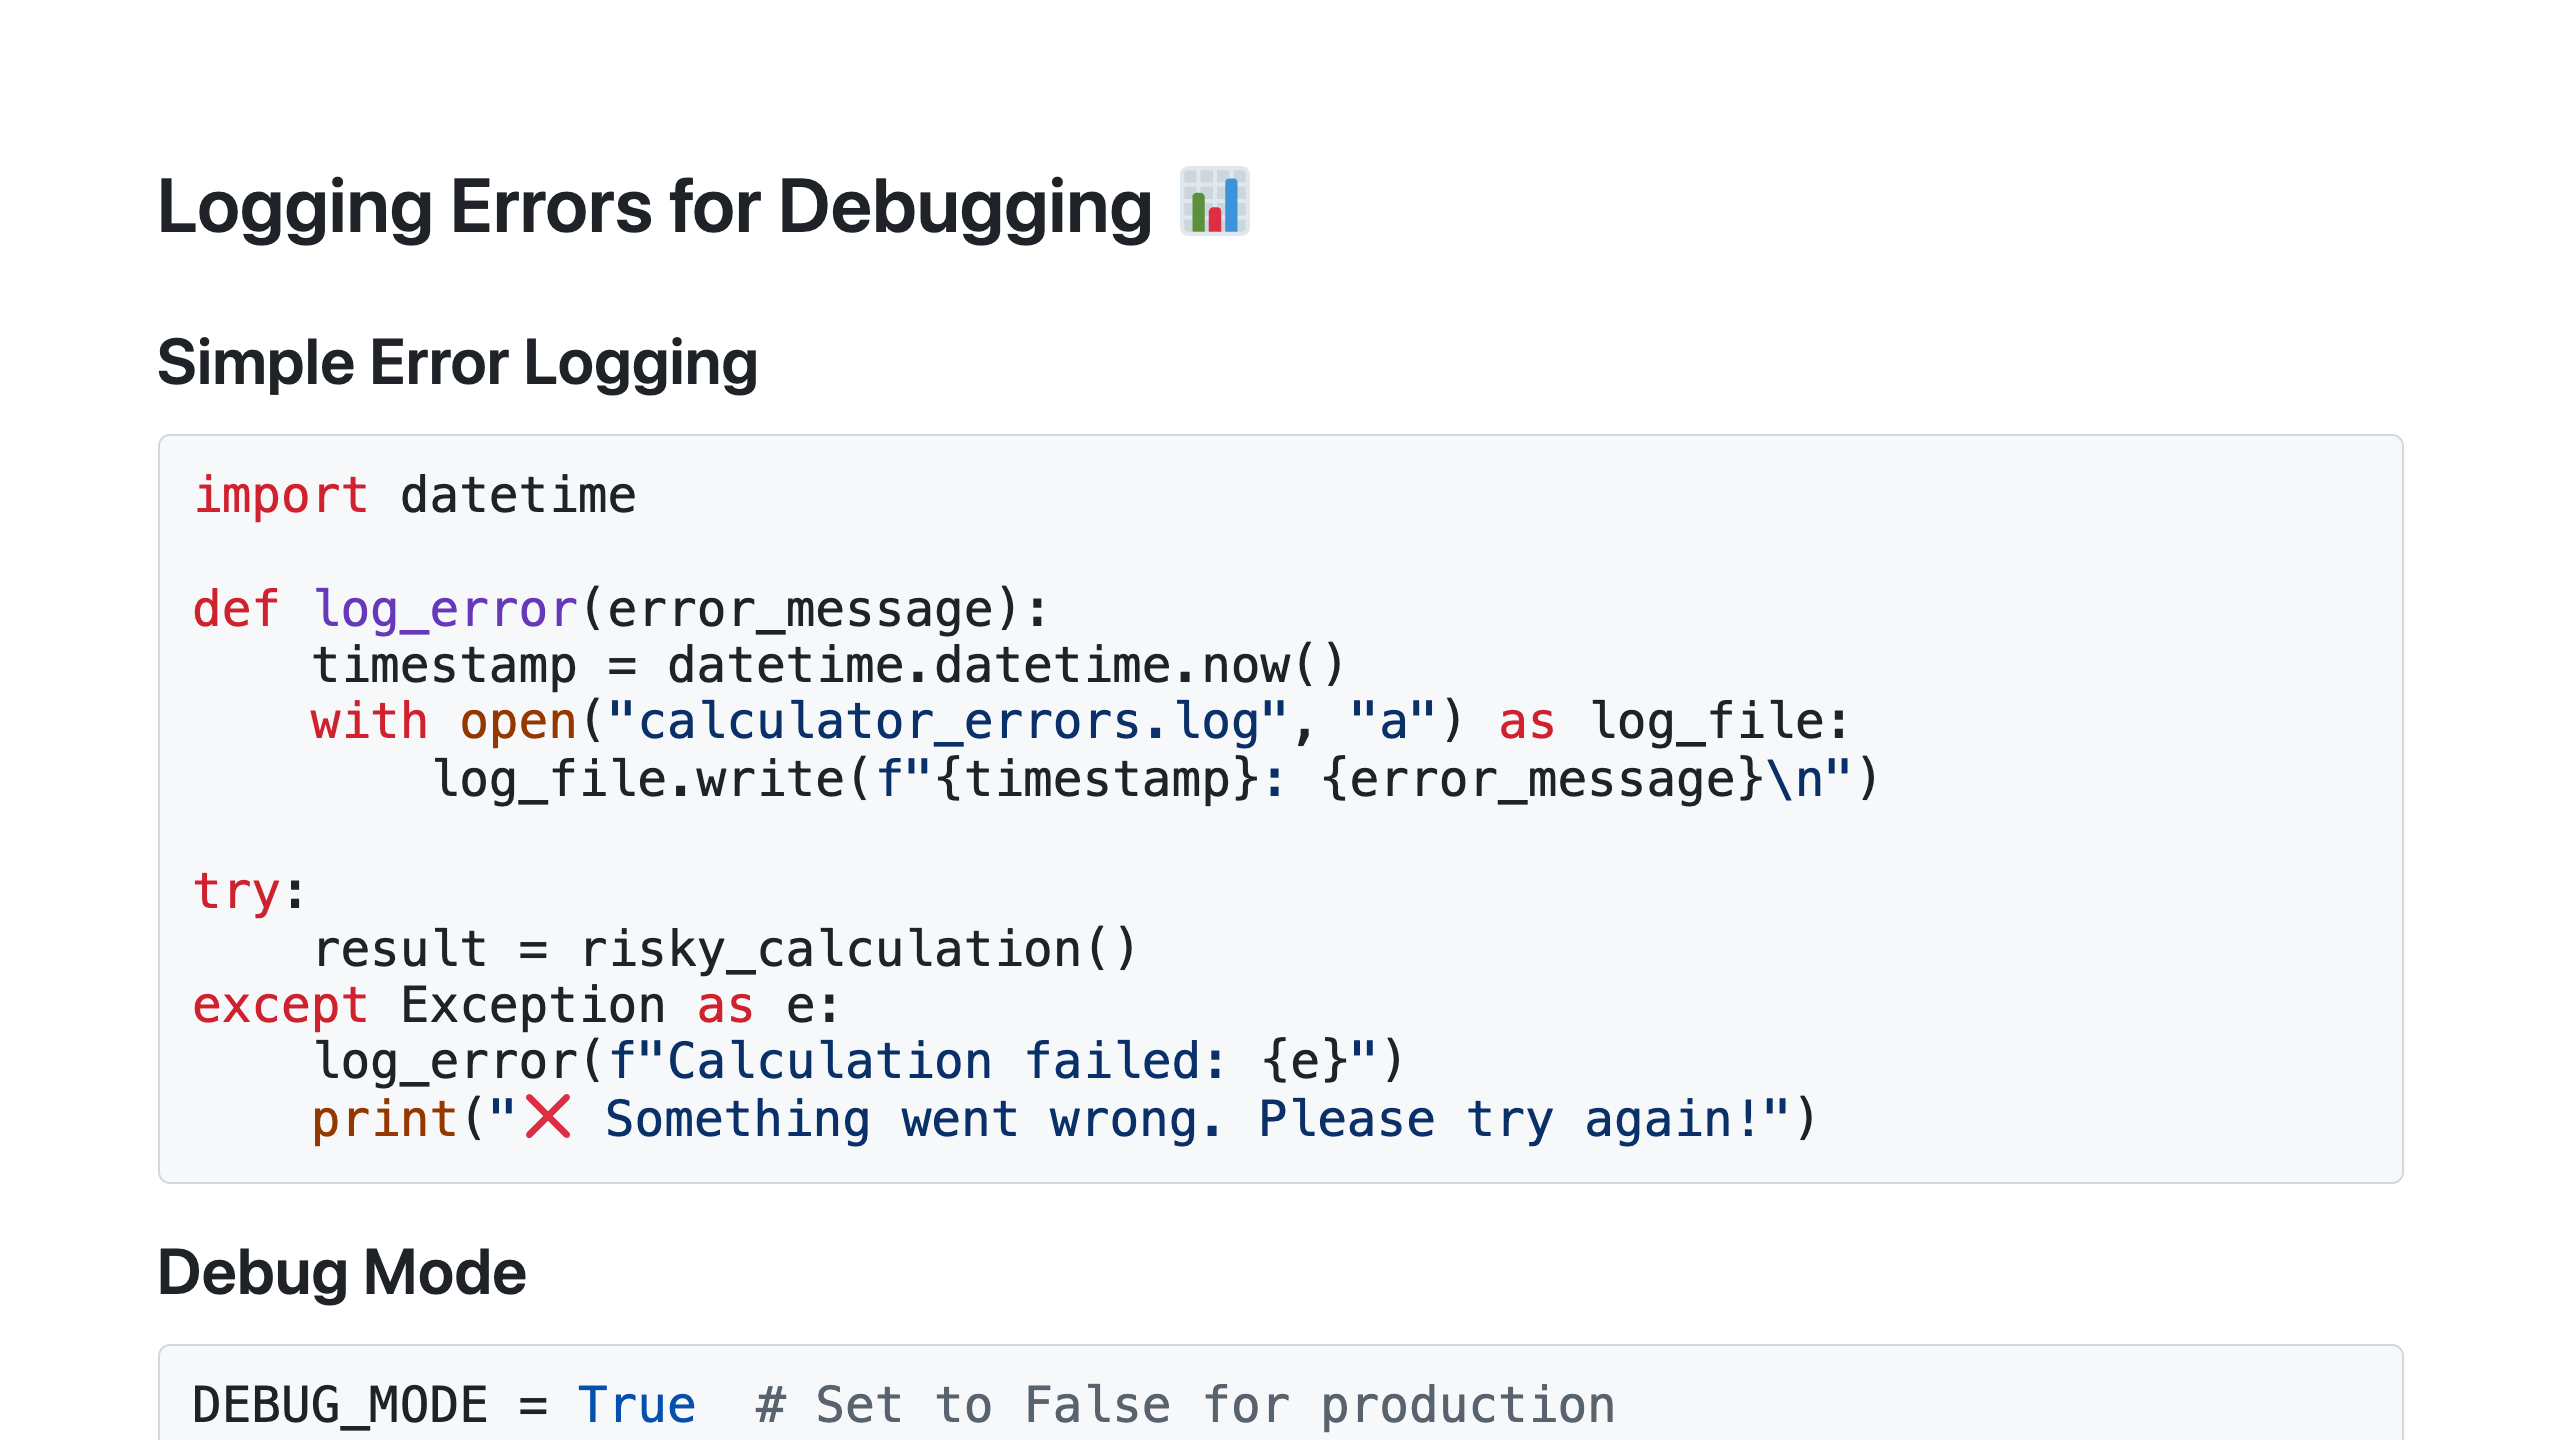 Logging Errors for Debugging 📊
Simple Error Logging
import datetime
def log_error(error_message):
    timestamp = datetime.datetime.now()
    with open("calculator_errors.log", "a") as log_file:
        log_file.write(f"{timestamp}: {error_message}\n")
try:
    result = risky_calculation()
except Exception as e:
    log_error(f"Calculation failed: {e}")
    print("❌ Something went wrong. Please try again!")
Debug Mode
DEBUG_MODE = True  # Set to False for production